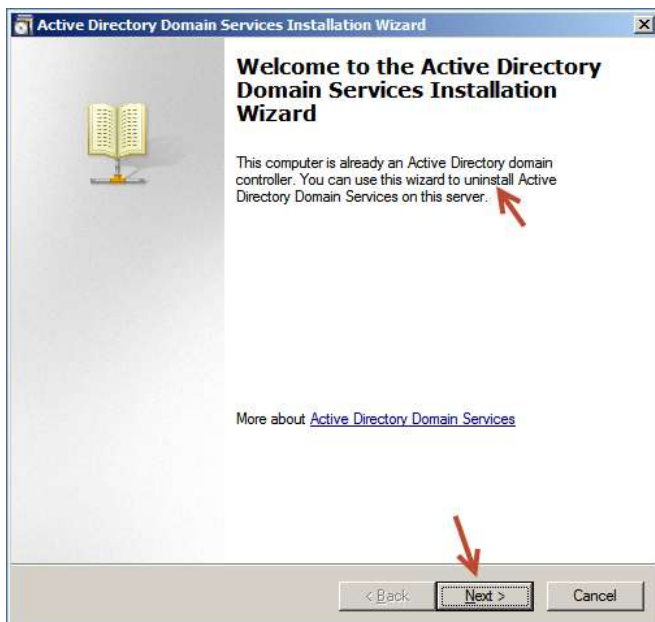 Active Directory Domain Services Installation Wizard
Welcome to the Active Directory
Domain Services Installation
Wizard
This computer is already an Active Directory domain
controller. You can use this wizard to uninstall Active
Directory Domain Services on this server.
More about Active Directory Domain Services
< Back
Next >
Cancel